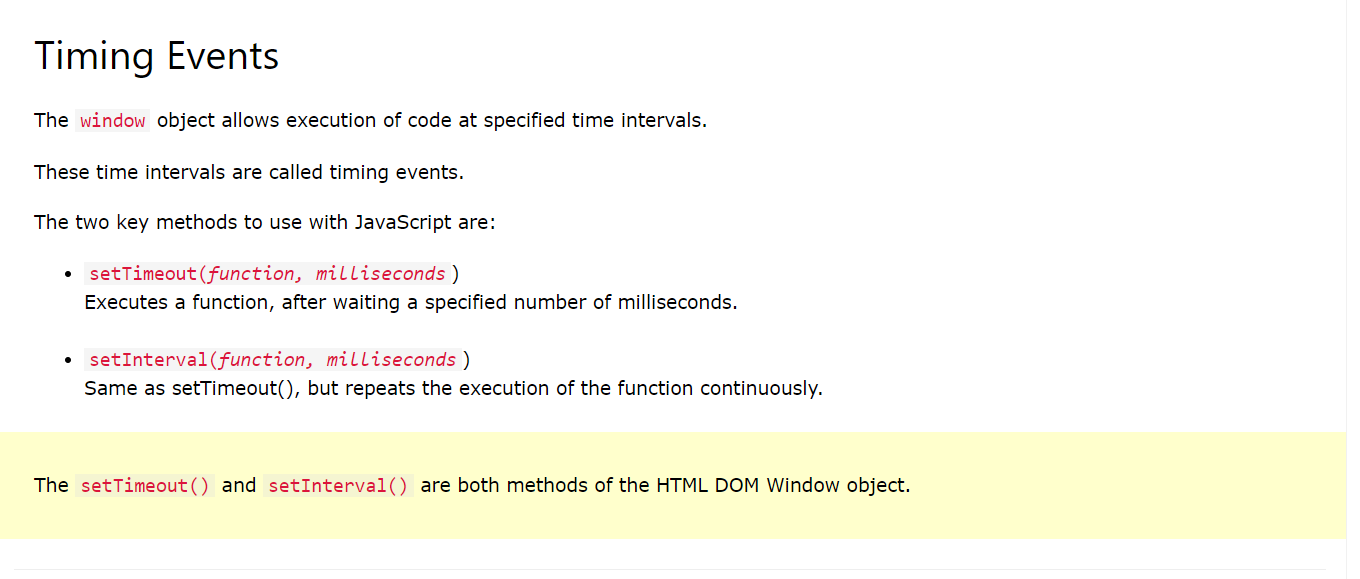 Timing Events
The window object allows execution of code at specified time intervals.
These time intervals are called timing events.
The two key methods to use with JavaScript are:
• setTimeout(function, milliseconds)
Executes a function, after waiting a specified number of milliseconds.
• setInterval(function, milliseconds)
Same as setTimeout(), but repeats the execution of the function continuously.
The setTimeout() and setInterval() are both methods of the HTML DOM Window object.